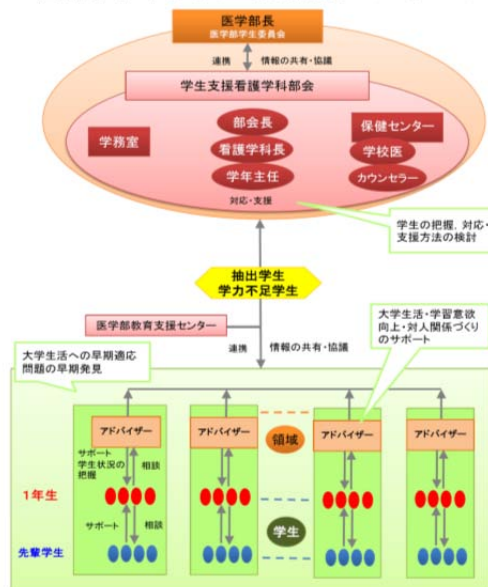 医学部長
医学部学生委員会
連携
情報の共有・協議
学生支援看護学科部会
部会長
保健センター
学務室
看護学科長
学校医
学年主任
カウンセラー
対応・支援
学生の把握，対応・
支援方法の検討
抽出学生
学力不足学生
医学部教育支援センター
大学生活・学習意欲
向上・対人関係づくり
のサポート
連携
情報の共有・協議
大学生活への早期適応
問題の早期発見
アドバイザー
アドバイザー
領域
アドバイザー
アドバイザー
サポート
学生状況の
把握
相談
1年生
サポート
相談
学生
先輩学生